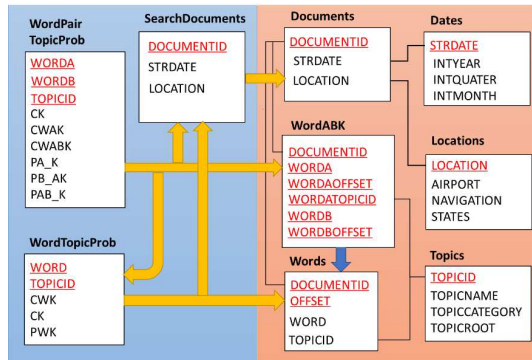 WordPair
TopicProb
WORDA
WORDB
TOPICID
CK
CWAK
CWABK
PA_K
PB_AK
PAB_K
SearchDocuments
DOCUMENTID
STRDATE
LOCATION
Documents
DOCUMENTID
STRDATE
LOCATION
Dates
STRDATE
INTYEAR
INTQUATER
INTMONTH
WordABK
DOCUMENTID
WORDA
WORDAOFFSET
WORDATOPICID
WORDB
WORDBOFFSET
Locations
LOCATION
AIRPORT
NAVIGATION
STATES
WordTopicProb
WORD
TOPICID
CWK
CK
PWK
Words
DOCUMENTID
OFFSET
WORD
TOPICID
Topics
TOPICID
TOPICNAME
TOPICCATEGORY
TOPICROOT